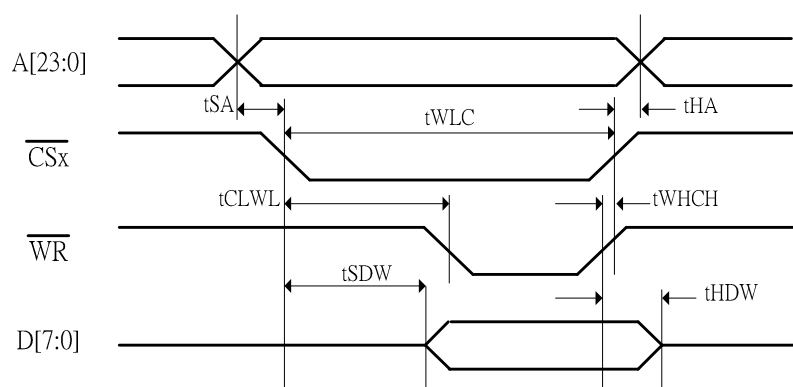 A[23:0]
tSA
tHA
tWLC
CSx
tCLWL
tWHCH
WR
tSDW
tHDW
D[7:0]